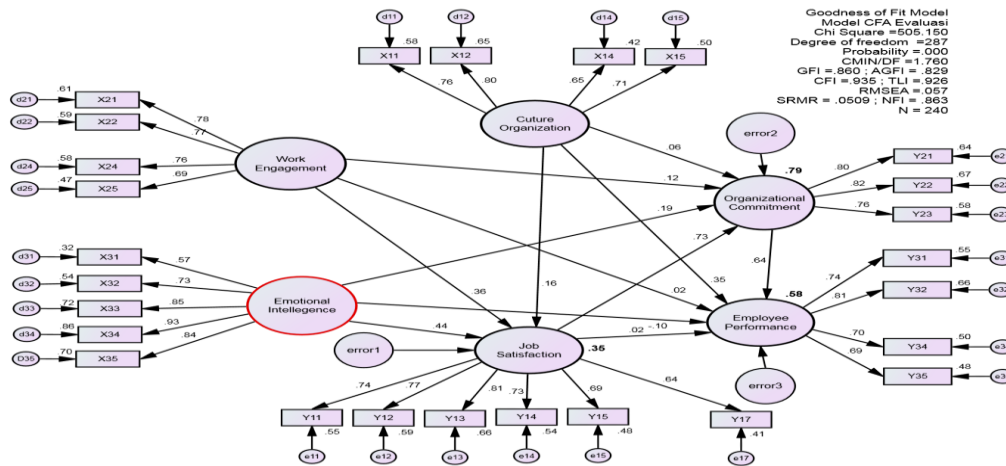 d11
d12
d14
d15
Goodness of Fit Model
Model CFA Evaluasi
Chi Square =505.150
Degree of freedom =287
Probability =.000
CMIN/DF =1.760
GFI =.860 ; AGFI =.829
CFI =.935 ; TLI =.926
RMSEA =.057
SRMR = .0509 ; NFI = .863
N = 240
.58
.65
.42
.50
X11
X12
X14
X15
.76
.80
.65
.71
d21
.61
X21
d22
.59
X22
d24
.58
X24
d25
.47
X25
.78
.77
.76
.69
Work
Engagement
Cuture
Organization
error2
.06
.12
.19
.79
Organizational
Commitment
.80
.82
.76
Y21
.64
Y22
.67
Y23
.58
e2
e22
e23
d31
.32
X31
d32
.54
X32
d33
.72
X33
d34
.86
X34
D35
.70
X35
.57
.73
.85
.93
.84
Emotional
Intellegence
.36
.16
.73
.64
.35
.02
.44
.02
-.10
error1
Job
Satisfaction
.35
.58
Employee
Performance
error3
.74
.81
.70
.69
Y31
.55
Y32
.66
Y34
.50
Y35
.48
e3
e32
e3
e3
.74
.77
.81
.73
.69
.64
Y11
Y12
Y13
Y14
Y15
Y17
.55
.59
.66
.54
.48
.41
e11
e12
e13
e14
e15
e17